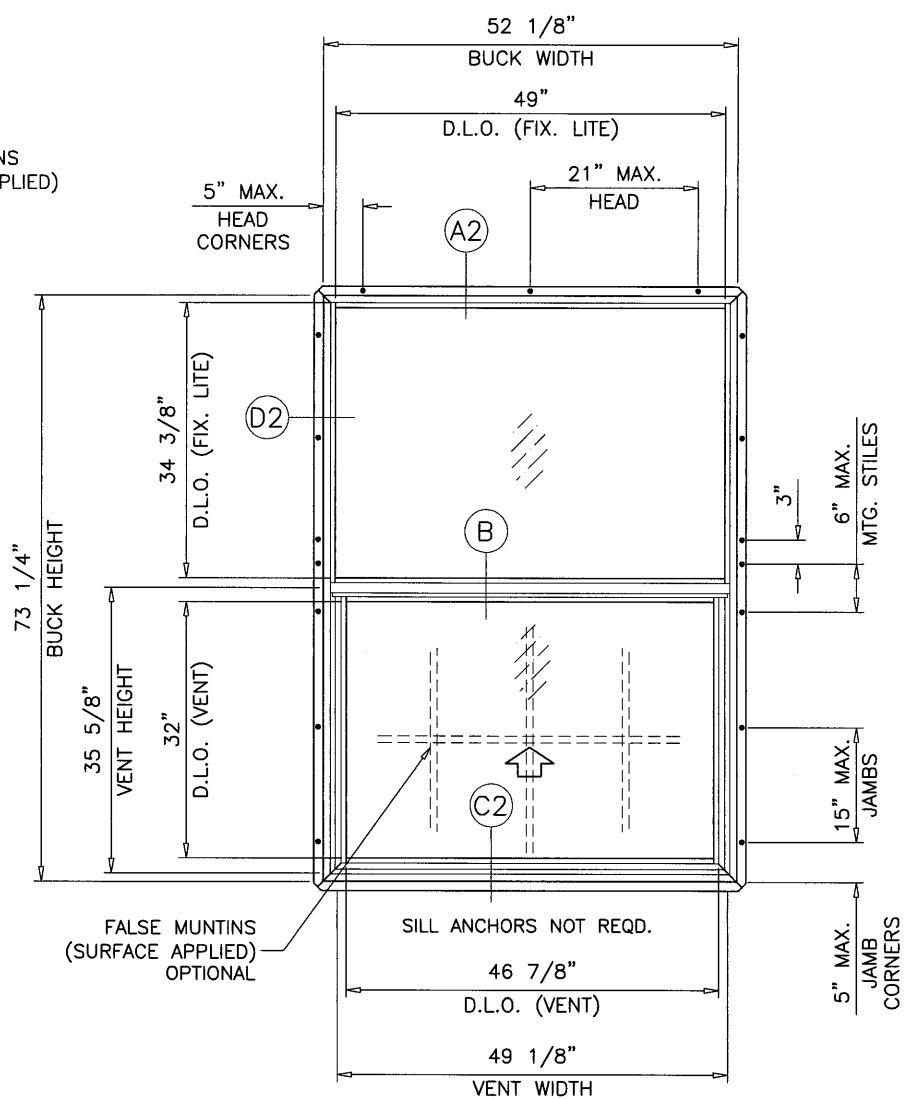 52 1/8"
BUCK WIDTH
49"
D.L.O. (FIX. LITE)
NS
PLIED)
5" MAX.
HEAD
CORNERS
21" MAX.
HEAD
A2
D2
34 3/8"
D.L.O. (FIX. LITE)
73 1/4"
BUCK HEIGHT
B
3"
6" MAX.
MTG. STILES
35 5/8"
VENT HEIGHT
32"
D.L.O. (VENT)
C2
15" MAX.
JAMBS
FALSE MUNTINS
(SURFACE APPLIED)
OPTIONAL
SILL ANCHORS NOT REQD.
5" MAX.
JAMB
CORNERS
46 7/8"
D.L.O. (VENT)
49 1/8"
VENT WIDTH